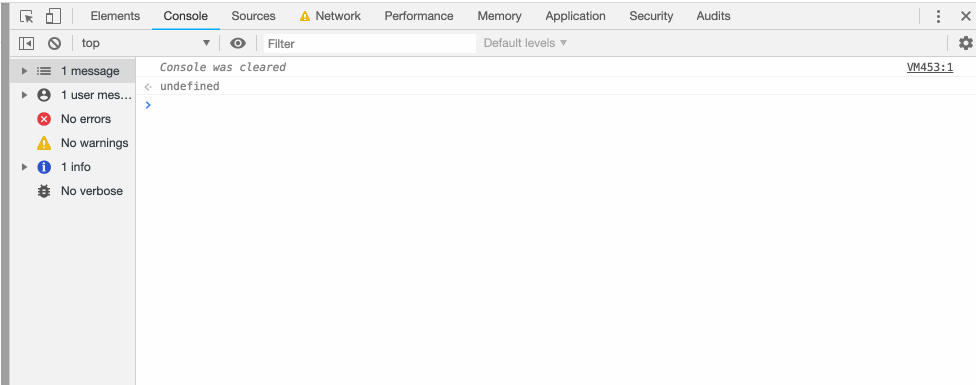 Elements Console Sources Network Performance Memory Application Security Audits
top Filter Default levels
1 message
1 user mes...
No errors
No warnings
1 info
No verbose
Console was cleared VM453:1
undefined